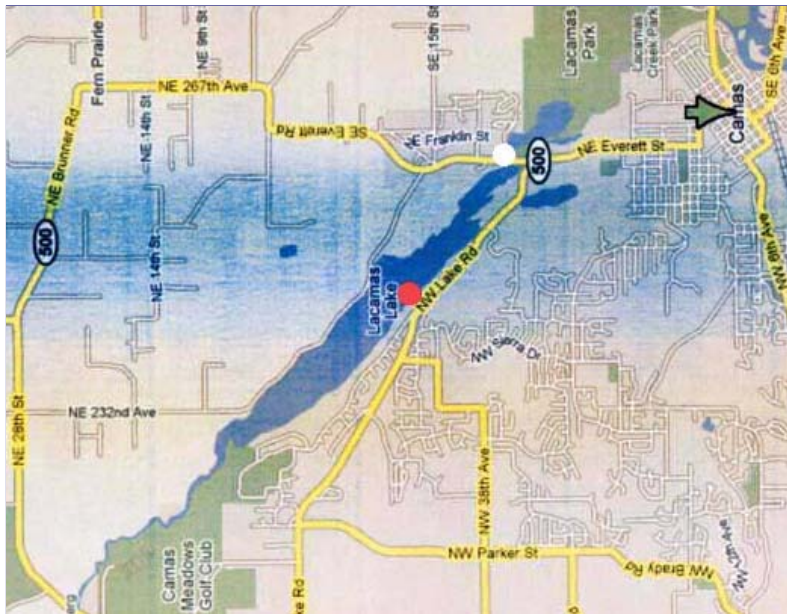 Fern Prairie
NE 9th St
NE 267th Ave
SE 15th St
Lacamas
Park
Lacamas
Creek Park
SE 6th Ave
Camas
NE 14th St
NE Brunner Rd
SE Everett Rd
NE Franklin St
500
NE Everett St
500
NE 14th St
NW 6th Ave
Lacamas
Lake
NW Lake Rd
NW Sierra Dr
NE 28th St
NE 232nd Ave
NW 38th Ave
NW Parker St
NW Brady Rd
Camas
Meadows
Golf Club
ke Rd
erg